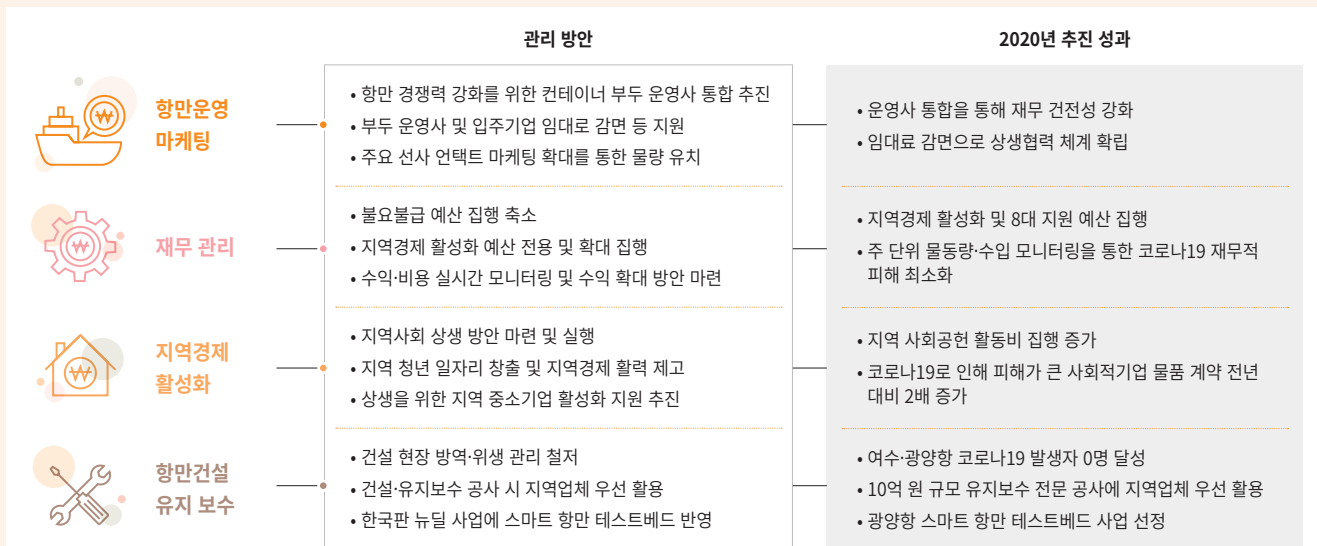 관리 방안
2020년 추진 성과
항만운영
마케팅
• 항만 경쟁력 강화를 위한 컨테이너 부두 운영사 통합 추진
• 부두 운영사 및 입주기업 임대로 감면 등 지원
• 주요 선사 언택트 마케팅 확대를 통한 물량 유치
• 운영사 통합을 통해 재무 건전성 강화
• 임대료 감면으로 상생협력 체계 확립
재무 관리
• 불요불급 예산 집행 축소
• 지역경제 활성화 예산 전용 및 확대 집행
• 수익·비용 실시간 모니터링 및 수익 확대 방안 마련
• 지역경제 활성화 및 8대 지원 예산 집행
• 주 단위 물동량·수입 모니터링을 통한 코로나19 재무적
피해 최소화
지역경제
활성화
• 지역사회 상생 방안 마련 및 실행
• 지역 청년 일자리 창출 및 지역경제 활력 제고
• 상생을 위한 지역 중소기업 활성화 지원 추진
• 지역 사회공헌 활동비 집행 증가
• 코로나19로 인해 피해가 큰 사회적기업 물품 계약 전년
대비 2배 증가
항만건설
유지 보수
• 건설 현장 방역·위생 관리 철저
• 건설·유지보수 공사 시 지역업체 우선 활용
• 한국판 뉴딜 사업에 스마트 항만 테스트베드 반영
• 여수·광양항 코로나19 발생자 0명 달성
• 10억 원 규모 유지보수 전문 공사에 지역업체 우선 활용
• 광양항 스마트 항만 테스트베드 사업 선정